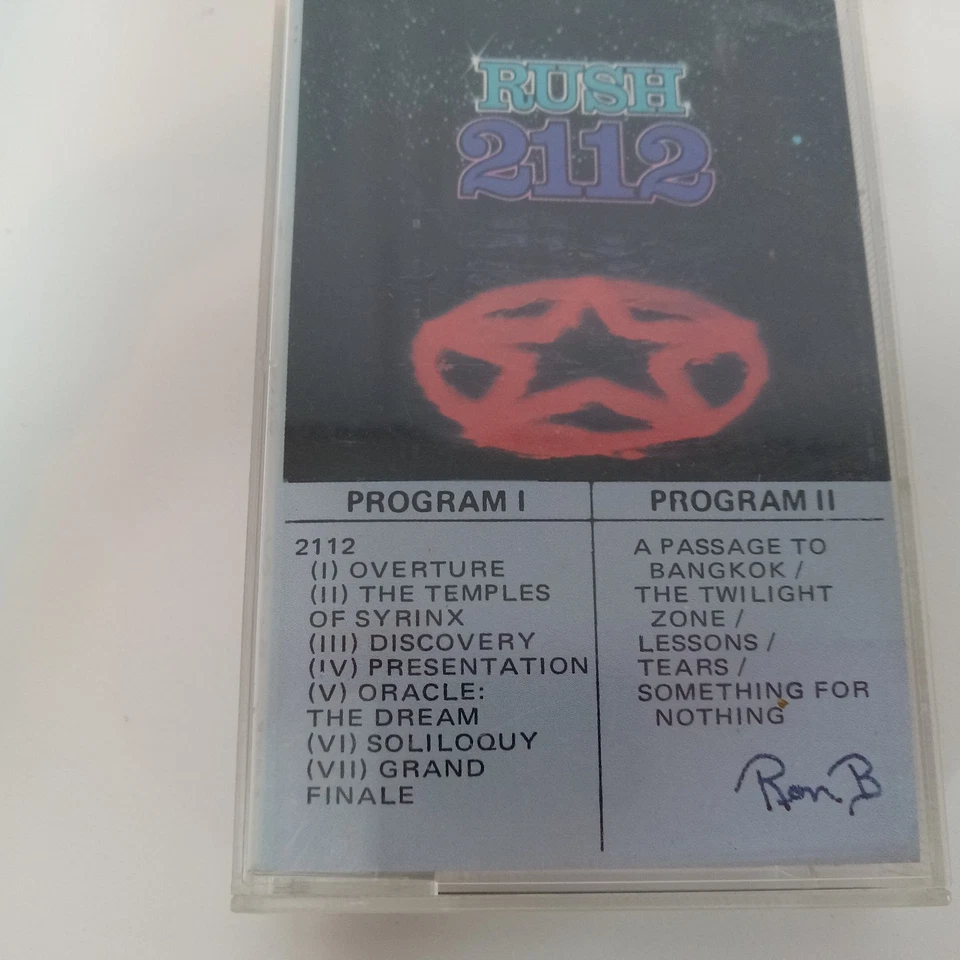 RUSH
2112
PROGRAM I
2112
(I) OVERTURE
(II) THE TEMPLES
OF SYRINX
(III) DISCOVERY
(IV) PRESENTATION
(V) ORACLE:
THE DREAM
(VI) SOLILOQUY
(VII) GRAND
FINALE
PROGRAM II
A PASSAGE TO
BANGKOK /
THE TWILIGHT
ZONE /
LESSONS /
TEARS /
SOMETHING FOR
NOTHING
Ron B